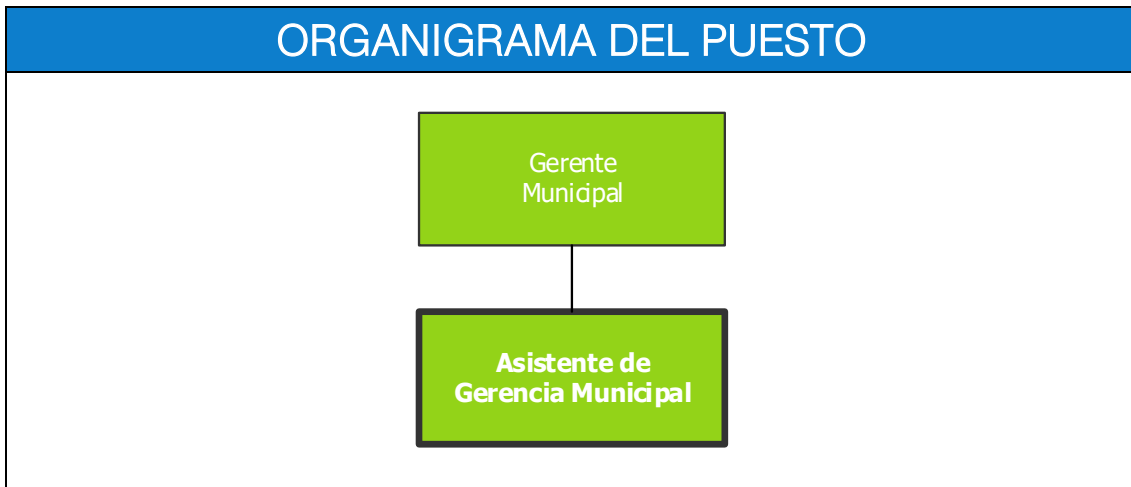 ORGANIGRAMA DEL PUESTO
Gerente
Municipal
Asistente de
Gerencia Municipal